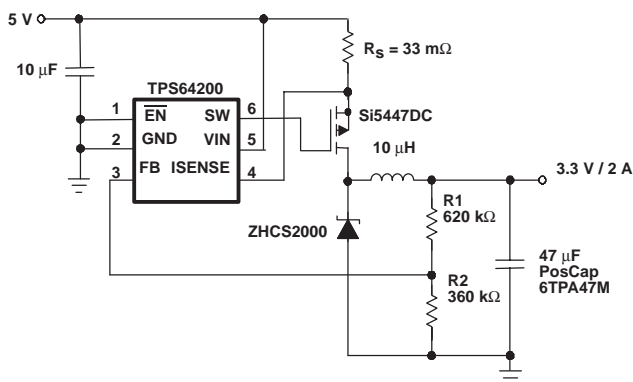 5 V
10 μF
TPS64200
1
EN
SW
6
2
GND
VIN
5
3
FB
ISENSE
4
Rs = 33 mΩ
Si5447DC
10 μH
3.3 V / 2 A
ZHCS2000
R1
620 kΩ
R2
360 kΩ
47 μF
PosCap
6TPA47M